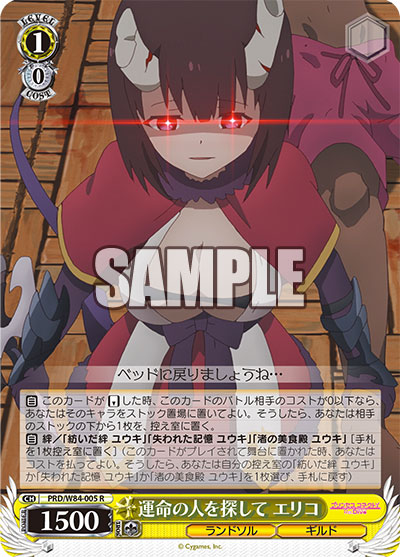 LEVEL
1
0
COST
SAMPLE
ベッドに戻りましょうね…
【自】 このカードが【リバース】した時、このカードのバトル相手のコストが0以下なら、
あなたはそのキャラをストック置場に置いてよい。そうしたら、あなたは相手
のストックの下から1枚を、控え室に置く。
【自】 絆／「紡いだ絆 ユウキ」「失われた記憶 ユウキ」「渚の美食殿 ユウキ」 ［手札
を1枚控え室に置く］ (このカードがプレイされて舞台に置かれた時、あなた
はコストを払ってよい。そうしたら、あなたは自分の控え室の「紡いだ絆 ユウキ」
か「失われた記憶 ユウキ」か「渚の美食殿 ユウキ」を1枚選び、手札に戻す)
CH PRD/W84-005 R
運命の人を探して エリコ
プリンセスコネクト!Re:Dive
POWER
1500
ランドソル
ギルド
© Cygames, Inc.